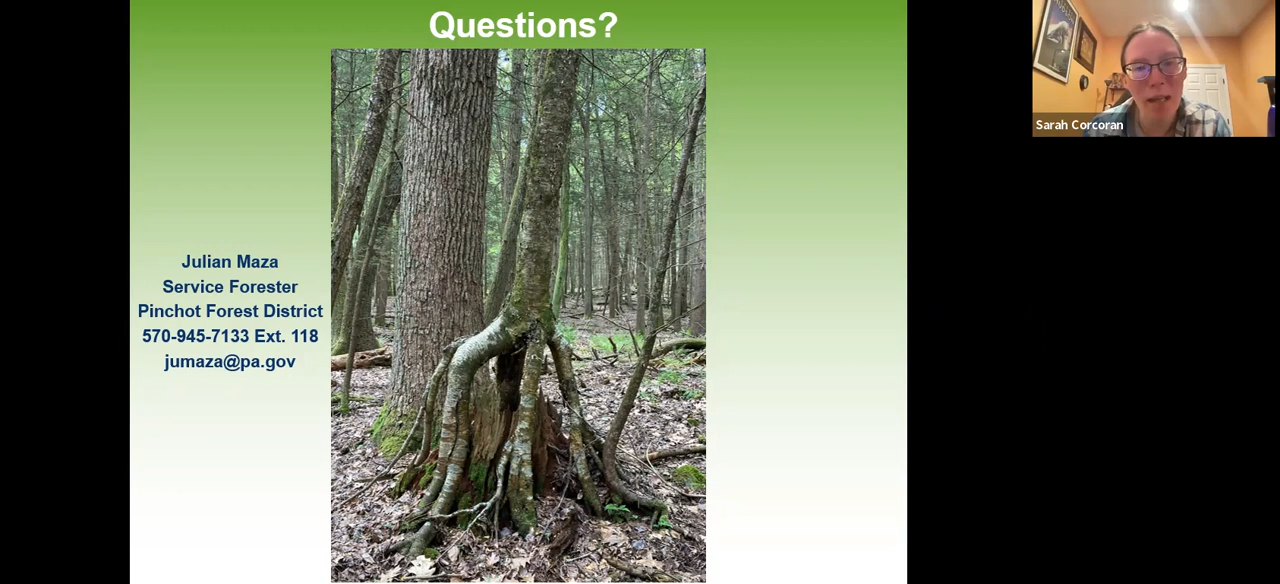 Questions?
Julian Maza
Service Forester
Pinchot Forest District
570-945-7133 Ext. 118
jumaza@pa.gov
Sarah Corcoran